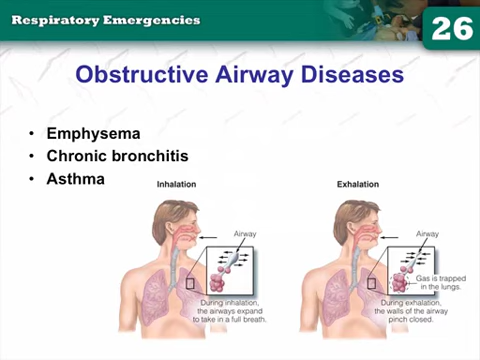 Respiratory Emergencies
26
Obstructive Airway Diseases
• Emphysema
• Chronic bronchitis
• Asthma
Inhalation
Exhalation
Airway
During inhalation,
the airways expand
to take in a full breath.
Airway
Gas is trapped
in the lungs.
During exhalation,
the walls of the airway
pinch closed.